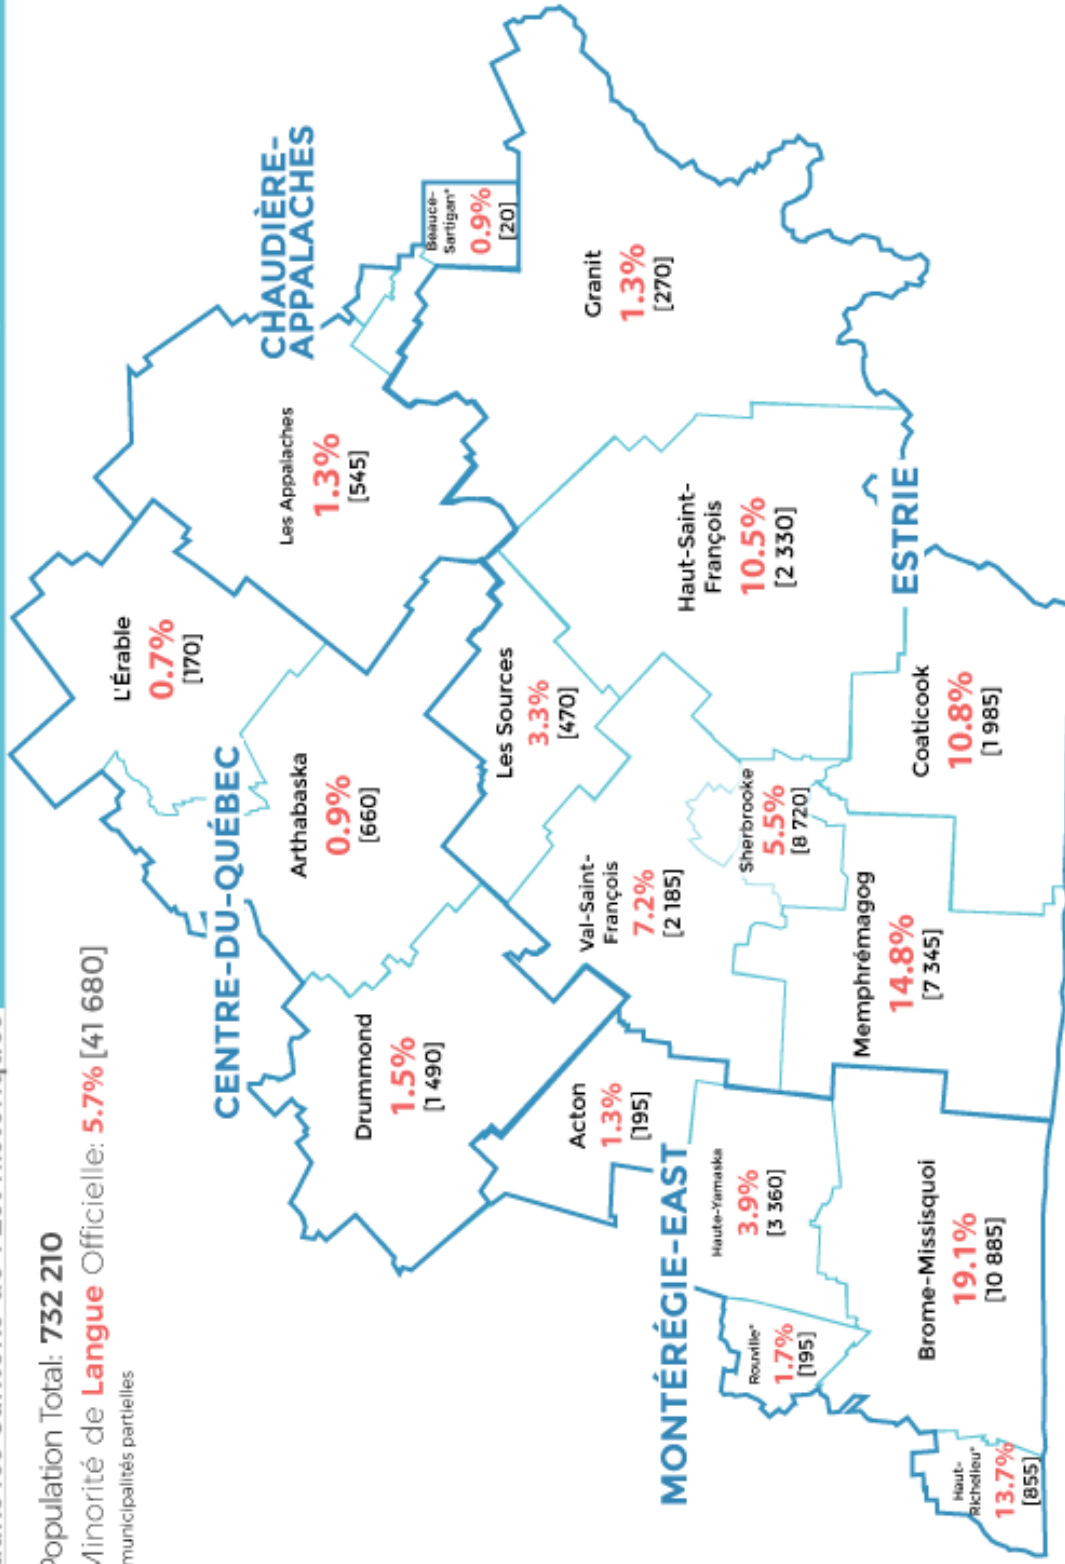 Population Total: 732 210
Minorité de Langue Officielle: 5.7% [41 680]
municipalités partielles
CHAUDIÈRE-
APPALACHES
CENTRE-DU-QUÉBEC
MONTÉRÉGIE-EAST
ESTRIE
L'Érable
0.7%
[170]
Les Appalaches
1.3%
[545]
Beauce-
Sartigan*
0.9%
[20]
Arthabaska
0.9%
[660]
Drummond
1.5%
[1 490]
Granit
1.3%
[270]
Les Sources
3.3%
[470]
Acton
1.3%
[195]
Val-Saint-
François
7.2%
[2 185]
Haut-Saint-
François
10.5%
[2 330]
Sherbrooke
5.5%
[8 720]
Haute-Yamaska
3.9%
[3 360]
Rouville*
1.7%
[195]
Memphrémagog
14.8%
[7 345]
Coaticook
10.8%
[1 985]
Brome-Missisquoi
19.1%
[10 885]
Haut-
Richelieu*
13.7%
[855]